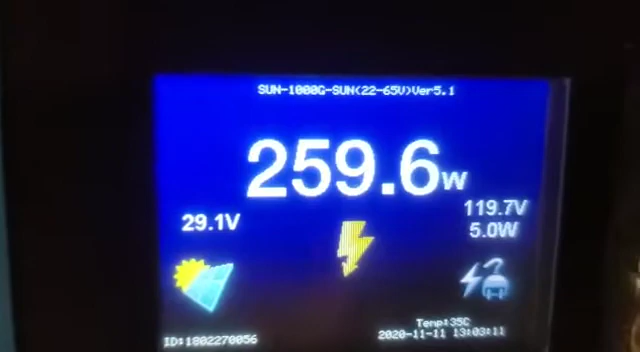 SUN-1000G-SUN(22-65V)Ver5.1
259.6W
29.1V
119.7V
5.0W
Temp:35C
ID:1802270056
2020-11-11 13:03:11